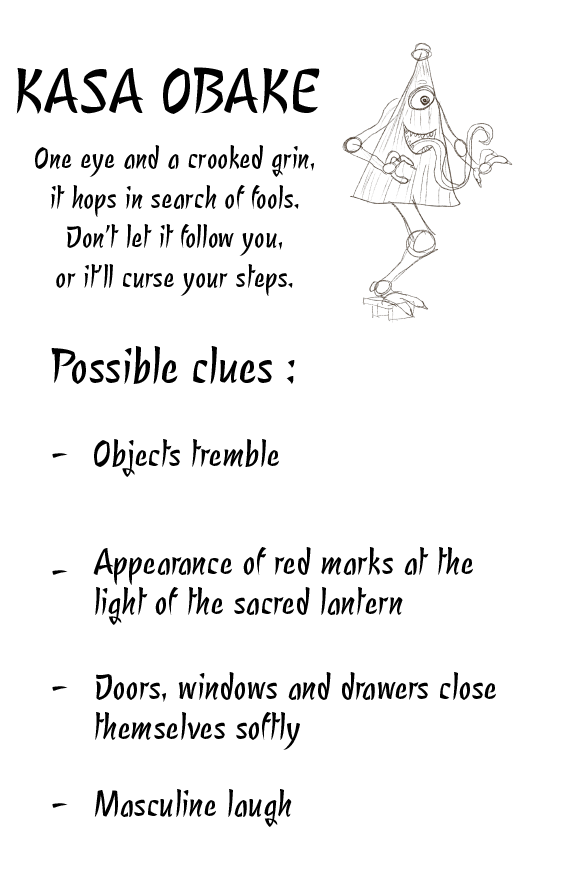 KASA OBAKE
One eye and a crooked grin,
it hops in search of fools.
Don't let it follow you,
or it'll curse your steps.
Possible clues :
- Objects tremble
- Appearance of red marks at the
light of the sacred lantern
- Doors, windows and drawers close
themselves softly
- Masculine laugh